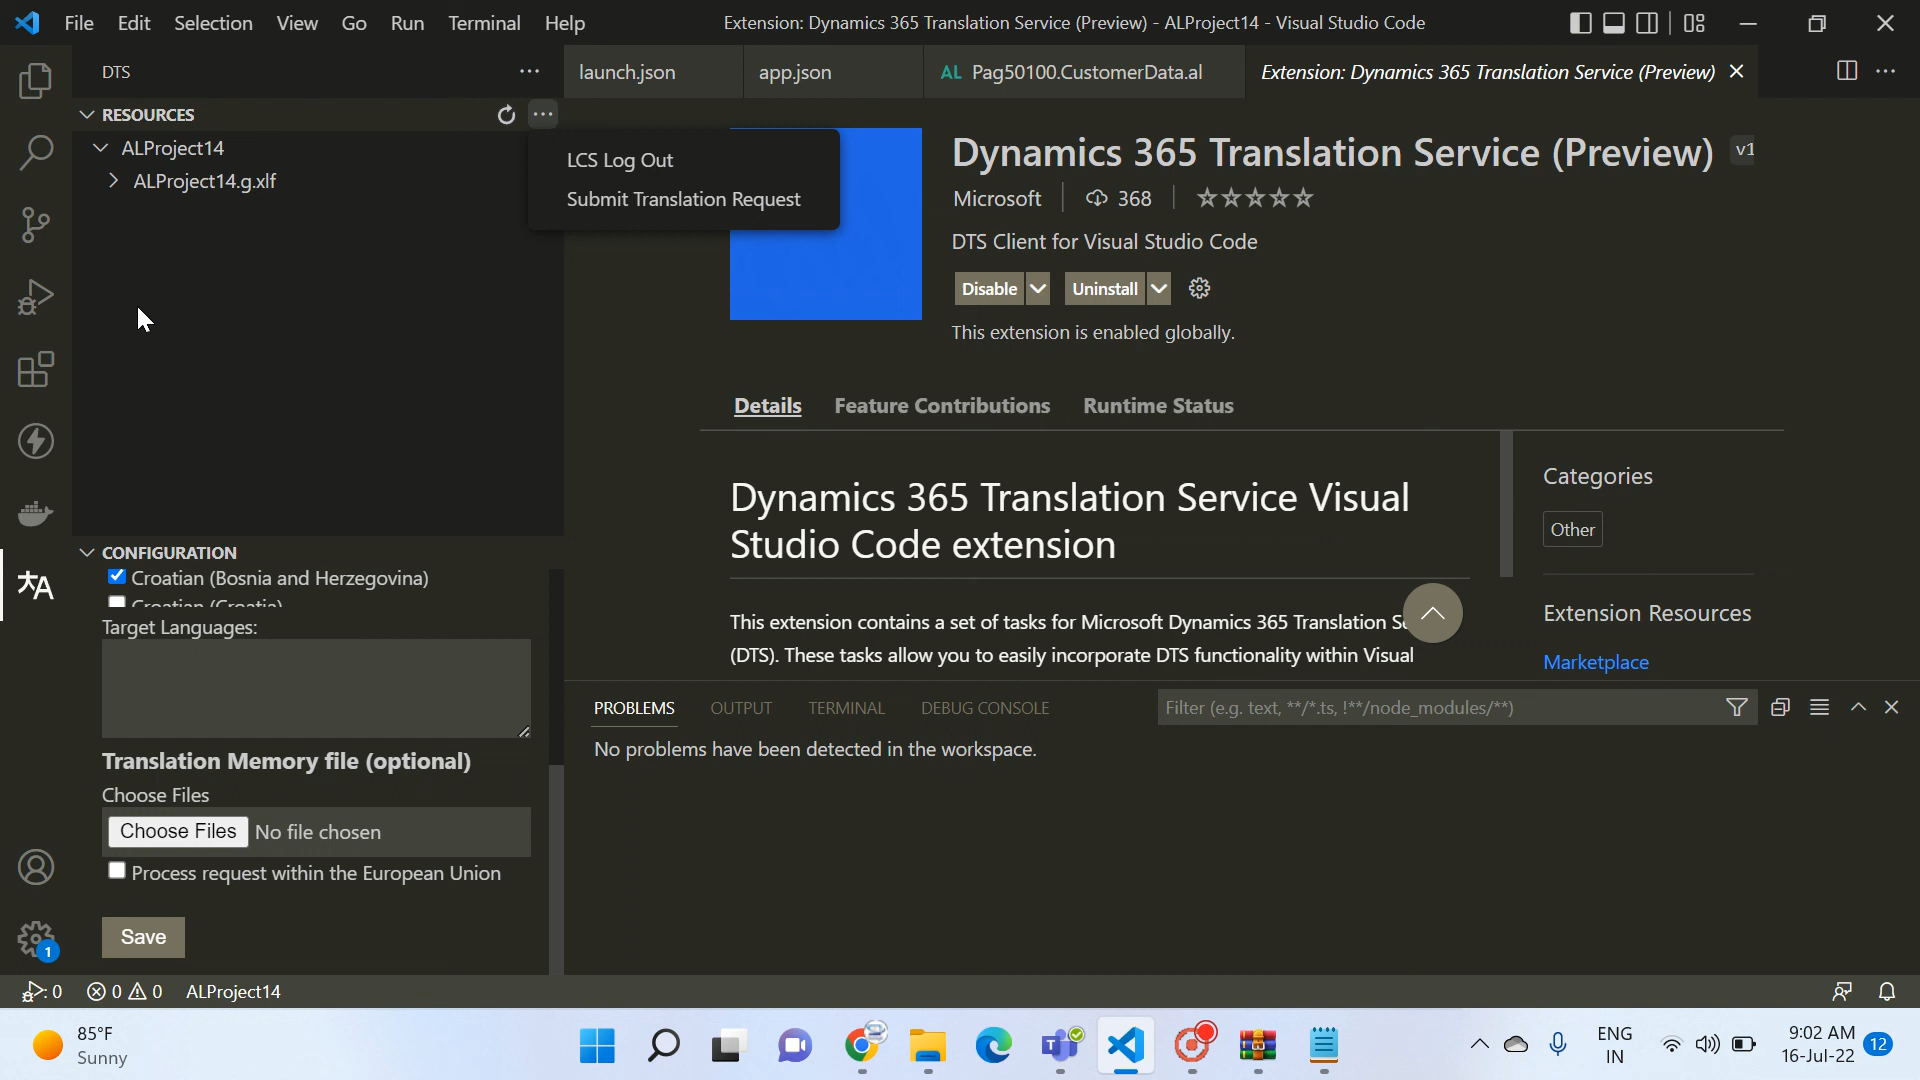 File Edit Selection View Go Run Terminal Help
Extension: Dynamics 365 Translation Service (Preview) - ALProject14 - Visual Studio Code
DTS
launch.json
app.json
AL Pag50100.CustomerData.al
Extension: Dynamics 365 Translation Service (Preview)
RESOURCES
ALProject14
ALProject14.g.xlf
LCS Log Out
Submit Translation Request
Dynamics 365 Translation Service (Preview) v1
Microsoft 368
DTS Client for Visual Studio Code
Disable Uninstall
This extension is enabled globally.
Details Feature Contributions Runtime Status
Dynamics 365 Translation Service Visual
Studio Code extension
This extension contains a set of tasks for Microsoft Dynamics 365 Translation
(DTS). These tasks allow you to easily incorporate DTS functionality within Visual
Categories
Other
Extension Resources
Marketplace
CONFIGURATION
Croatian (Bosnia and Herzegovina)
Croatian (Croatia)
Target Languages:
Translation Memory file (optional)
Choose Files
Choose Files No file chosen
Process request within the European Union
Save
PROBLEMS OUTPUT TERMINAL DEBUG CONSOLE
Filter (e.g. text, **/*.ts, !**/node_modules/**)
No problems have been detected in the workspace.
1
: 0 0 0 ALProject14
85°F
Sunny
ENG
IN
9:02 AM
16-Jul-22
12